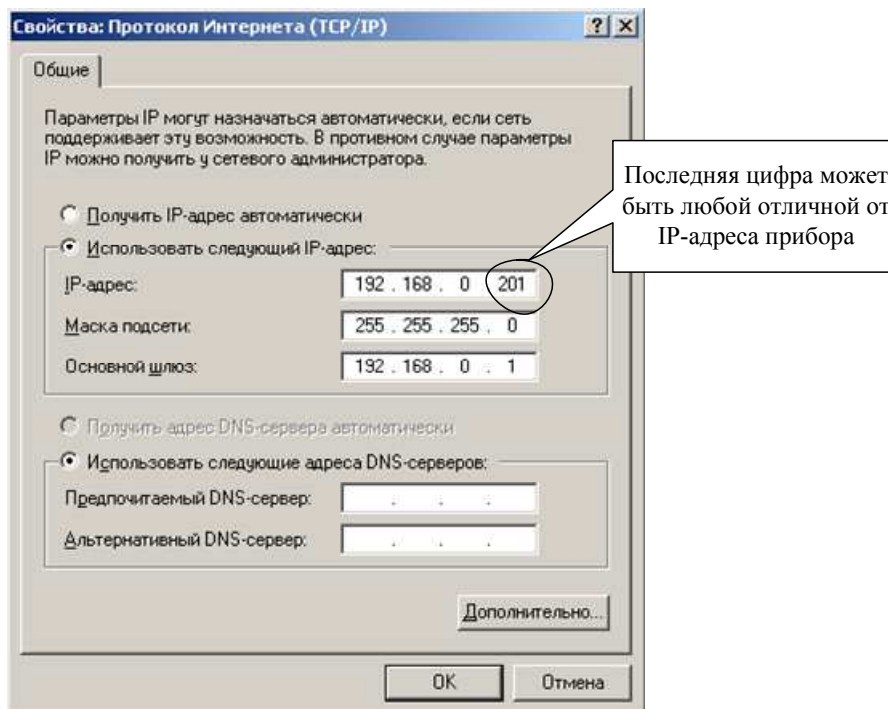 Свойства: Протокол Интернета (TCP/IP)
Общие
Параметры IP могут назначаться автоматически, если сеть
поддерживает эту возможность. В противном случае параметры
IP можно получить у сетевого администратора.
Последняя цифра может
быть любой отличной от
IP-адреса прибора
Получить IP-адрес автоматически
Использовать следующий IP-адрес:
IP-адрес: 192 . 168 . 0 . 201
Маска подсети: 255 . 255 . 255 . 0
Основной шлюз: 192 . 168 . 0 . 1
Получить адрес DNS-сервера автоматически
Использовать следующие адреса DNS-серверов:
Предпочитаемый DNS-сервер: . . .
Альтернативный DNS-сервер: . . .
Дополнительно...
OK Отмена